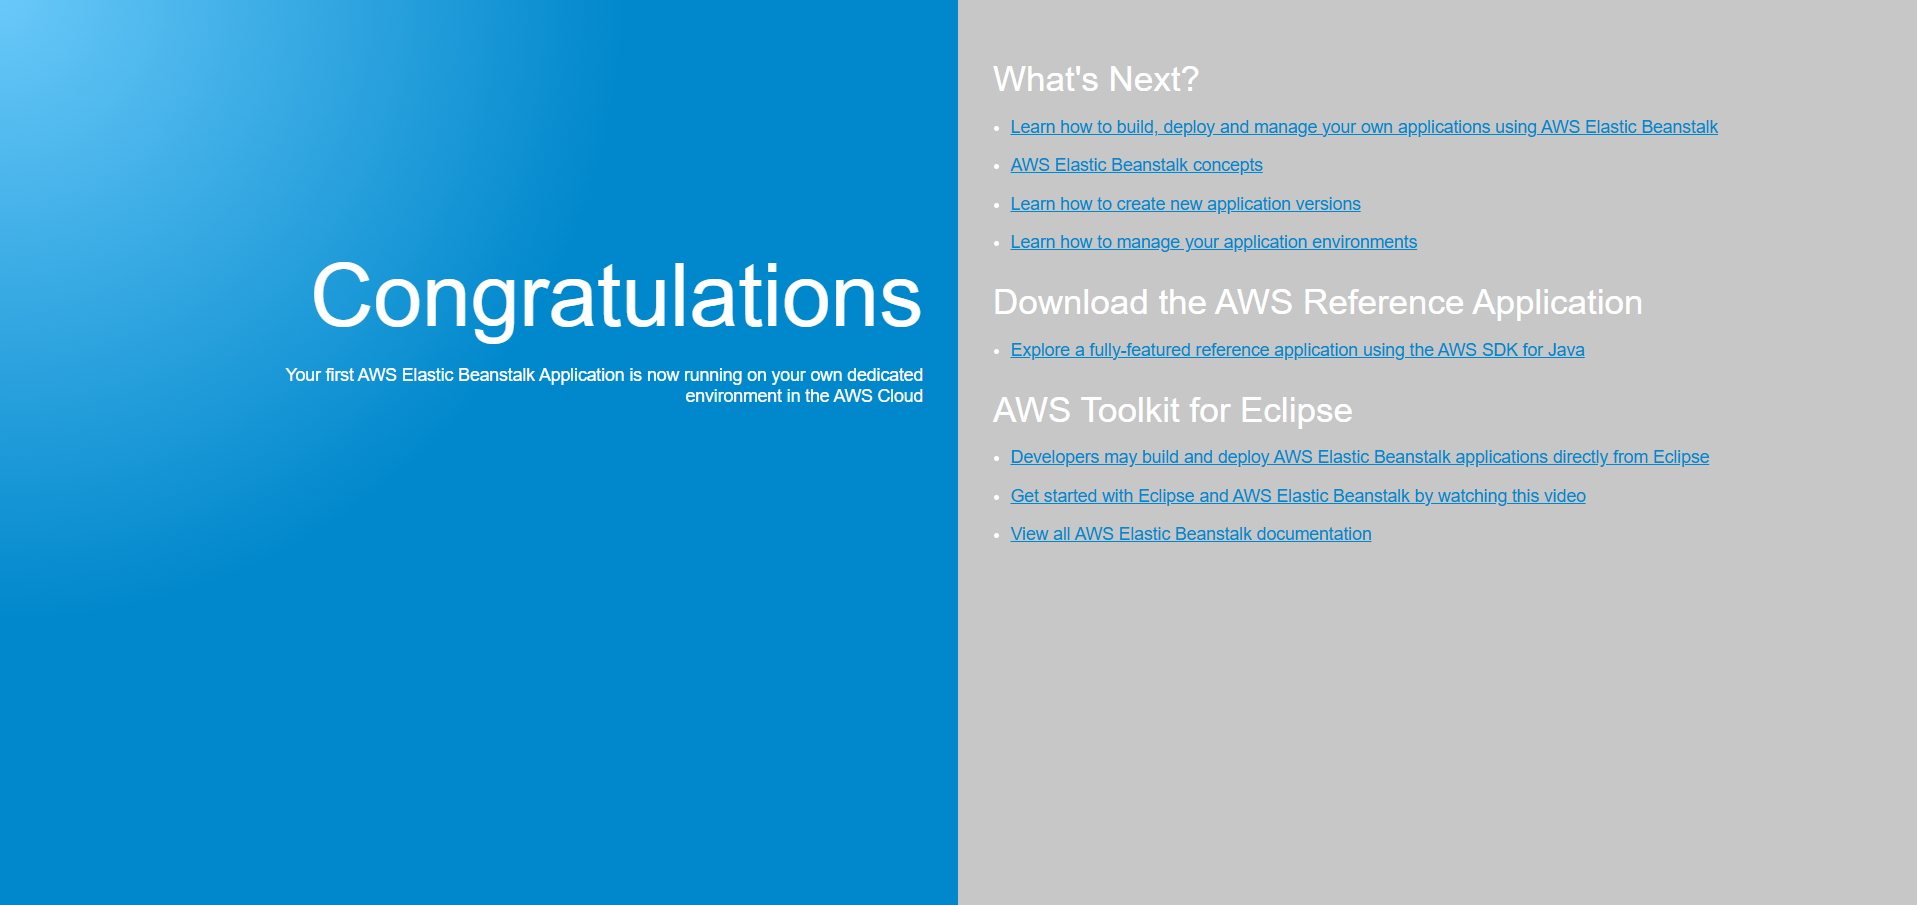 Congratulations
Your first AWS Elastic Beanstalk Application is now running on your own dedicated
environment in the AWS Cloud
What's Next?
Learn how to build, deploy and manage your own applications using AWS Elastic Beanstalk
AWS Elastic Beanstalk concepts
Learn how to create new application versions
Learn how to manage your application environments
Download the AWS Reference Application
Explore a fully-featured reference application using the AWS SDK for Java
AWS Toolkit for Eclipse
Developers may build and deploy AWS Elastic Beanstalk applications directly from Eclipse
Get started with Eclipse and AWS Elastic Beanstalk by watching this video
View all AWS Elastic Beanstalk documentation